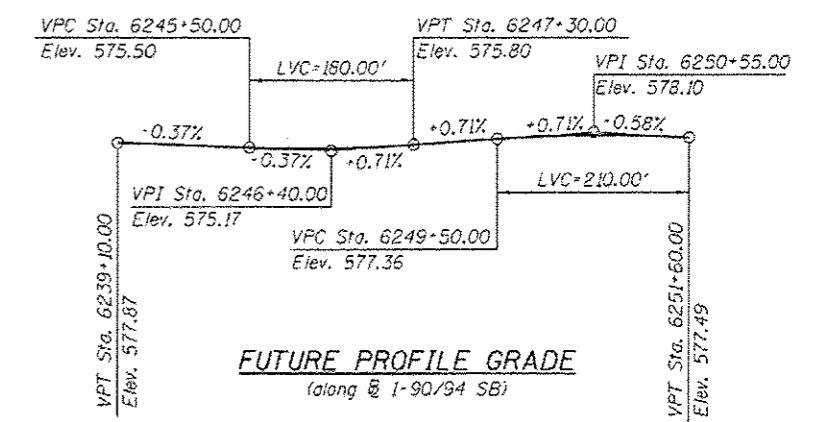 VPC Sta. 6245+50.00
Elev. 575.50
VPT Sta. 6247+30.00
Elev. 575.80
LVC=180.00'
VPI Sta. 6250+55.00
Elev. 578.10
-0.37%
-0.37%
+0.71%
+0.71%
+0.71%
-0.58%
VPI Sta. 6246+40.00
Elev. 575.17
LVC=210.00'
VPC Sta. 6249+50.00
Elev. 577.36
VPT Sta. 6239+10.00
Elev. 577.87
VPT Sta. 6251+60.00
Elev. 577.49
FUTURE PROFILE GRADE
(along I-90/94 SB)